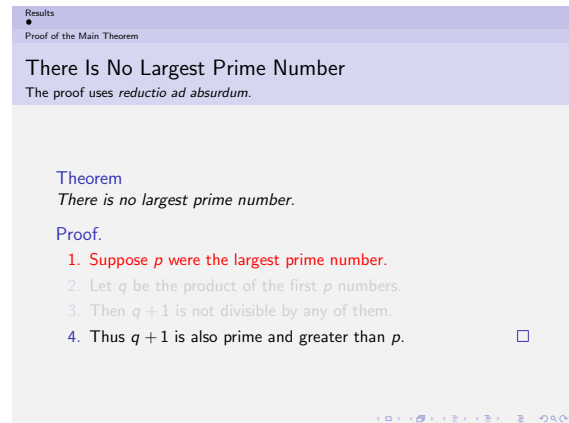 Results
Proof of the Main Theorem
There Is No Largest Prime Number
The proof uses reductio ad absurdum.
Theorem
There is no largest prime number.
Proof.
1. Suppose p were the largest prime number.
2. Let q be the product of the first p numbers.
3. Then q + 1 is not divisible by any of them.
4. Thus q + 1 is also prime and greater than p.